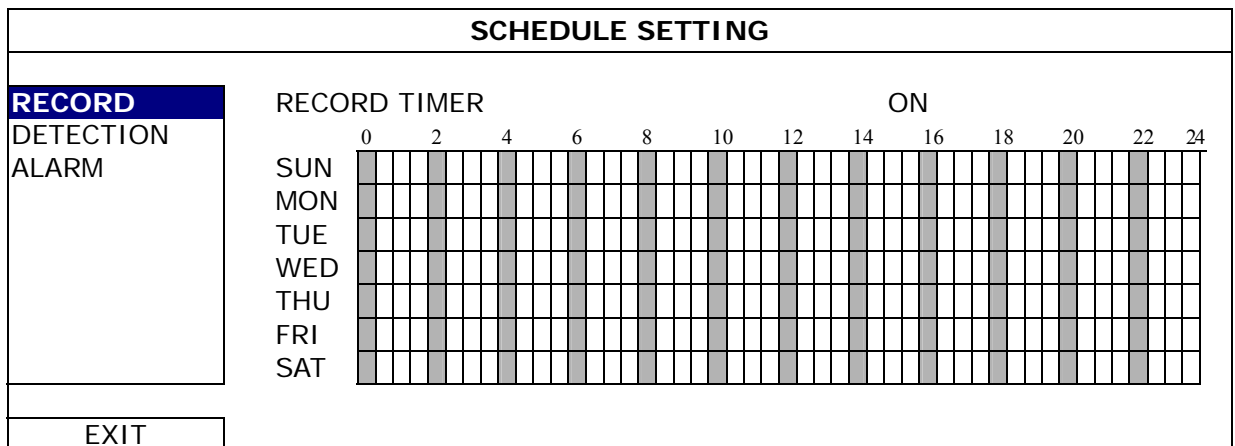 SCHEDULE SETTING
RECORD
DETECTION
ALARM
RECORD TIMER ON
0 2 4 6 8 10 12 14 16 18 20 22 24
SUN
MON
TUE
WED
THU
FRI
SAT
EXIT